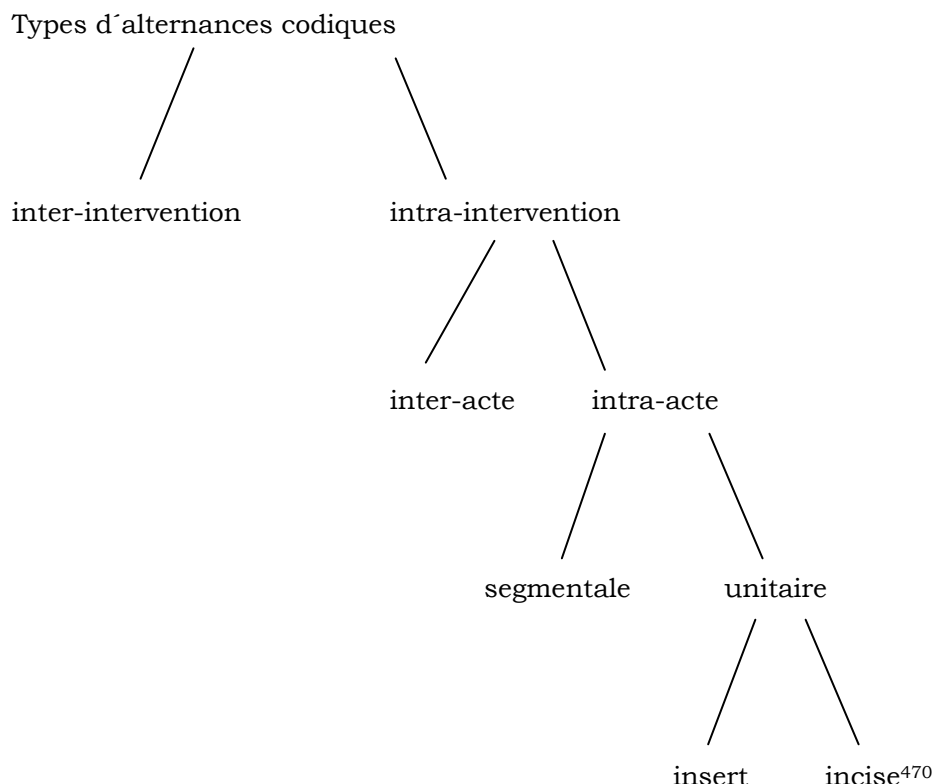 Types d´alternances codiques
inter-intervention intra-intervention
inter-acte intra-acte
segmentale unitaire
insert incise470